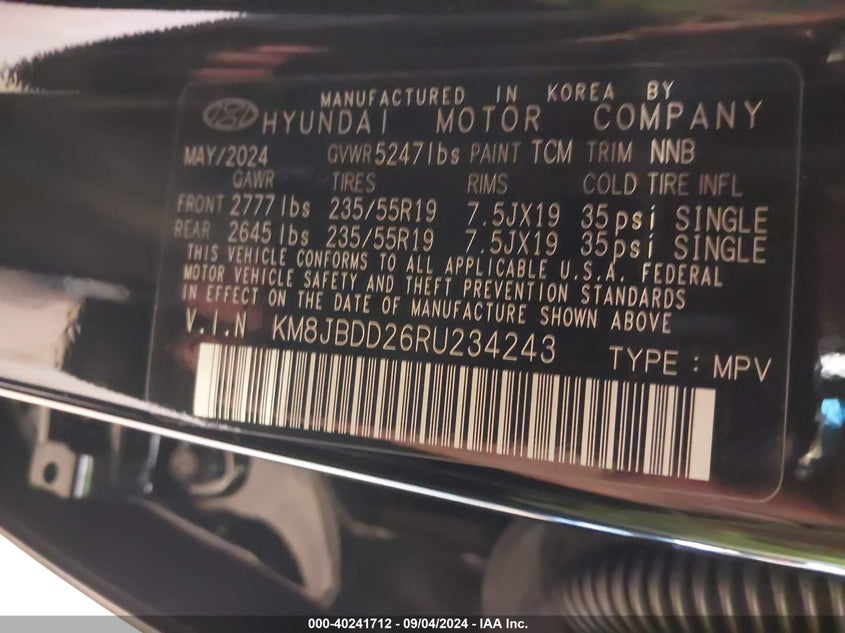 MANUFACTURED IN KOREA BY
HYUNDAI MOTOR COMPANY
MAY/2024 GVWR 5247lbs PAINT TCM TRIM NNB
GAWR TIRES RIMS COLD TIRE INFL
FRONT 2777lbs 235/55R19 7.5JX19 35psi SINGLE
REAR 2645lbs 235/55R19 7.5JX19 35psi SINGLE
THIS VEHICLE CONFORMS TO ALL APPLICABLE U.S.A. FEDERAL
MOTOR VEHICLE SAFETY AND THEFT PREVENTION STANDARDS
IN EFFECT ON THE DATE OF MANUFACTURE SHOWN ABOVE
V.I.N KM8JBDD26RU234243 TYPE : MPV
000-40241712 - 09/04/2024 - IAA Inc.